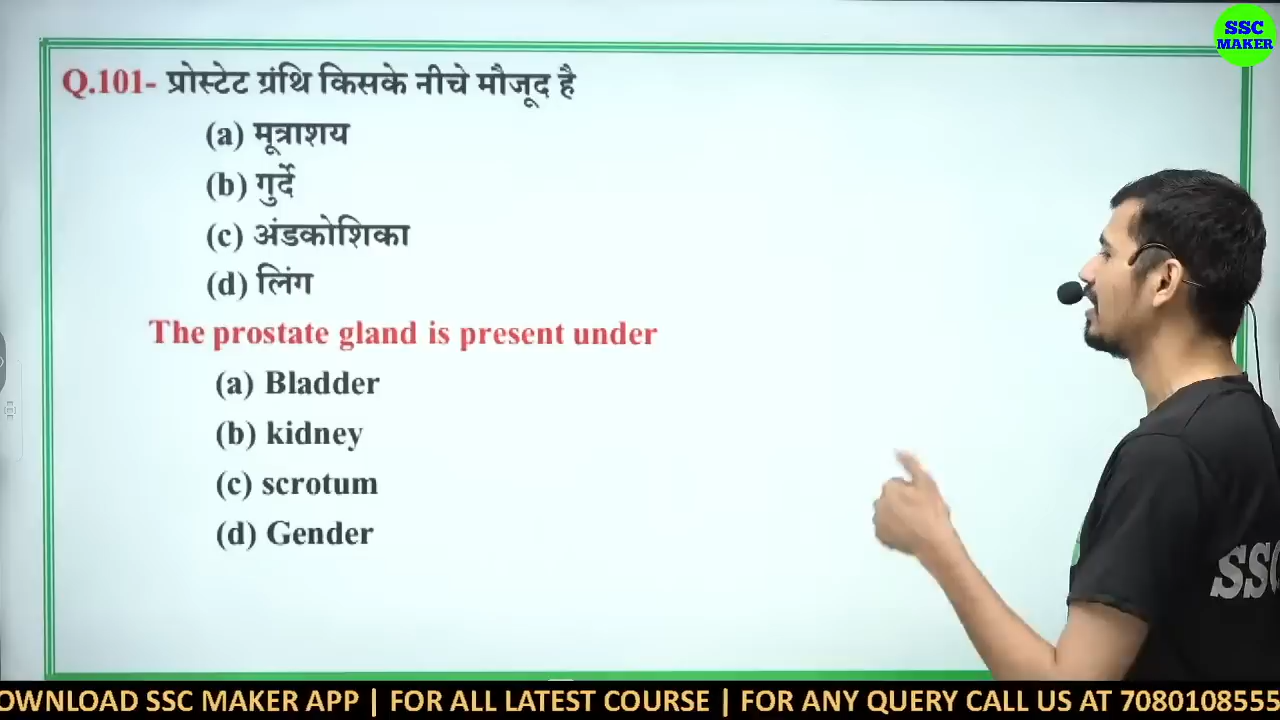 SSC
MAKER
Q.101- प्रोस्टेट ग्रंथि किसके नीचे मौजूद है
(a) मूत्राशय
(b) गुर्दे
(c) अंडकोशिका
(d) लिंग
The prostate gland is present under
(a) Bladder
(b) kidney
(c) scrotum
(d) Gender
SSC
OWNLOAD SSC MAKER APP | FOR ALL LATEST COURSE | FOR ANY QUERY CALL US AT 7080108555